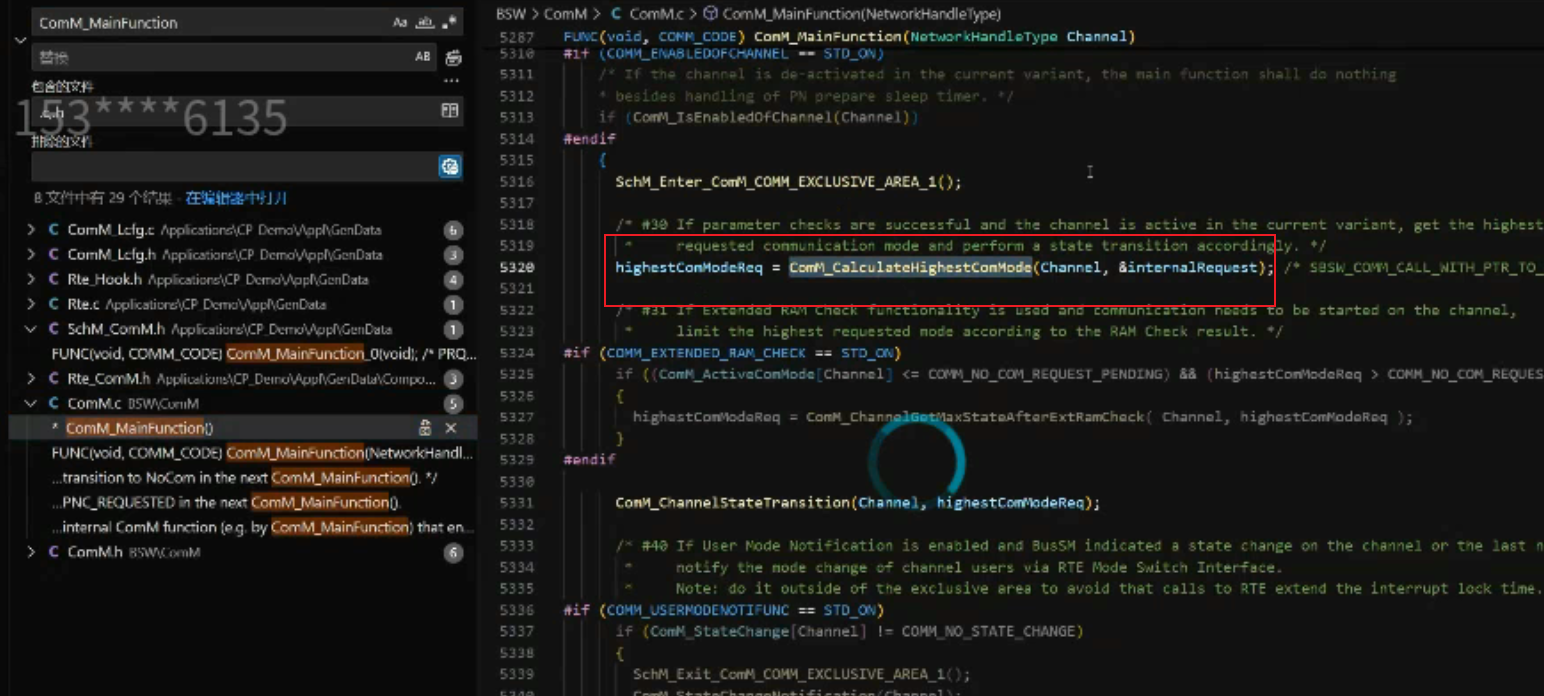 ComM_MainFunction
替换
包含的文件
.c,.h
153****6135
排除的文件
8 文件中有 29 个结果 - 在编辑器中打开
ComM_Lcfg.c Applications\CP_Demo\Appl\GenData 6
ComM_Lcfg.h Applications\CP_Demo\Appl\GenData 3
Rte_Hook.h Applications\CP_Demo\Appl\GenData 4
Rte.c Applications\CP_Demo\Appl\GenData 1
SchM_ComM.h Applications\CP_Demo\Appl\GenData 1
FUNC(void, COMM_CODE) ComM_MainFunction_0(void); /* PRQ...
Rte_ComM.h Applications\CP_Demo\Appl\GenData\Compo... 3
ComM.c BSW\ComM 5
* ComM_MainFunction()
FUNC(void, COMM_CODE) ComM_MainFunction(NetworkHandl...
...transition to NoCom in the next ComM_MainFunction(). */
...PNC_REQUESTED in the next ComM_MainFunction().
...internal ComM function (e.g. by ComM_MainFunction) that en...
ComM.h BSW\ComM 6
BSW > ComM > C ComM.c > ComM_MainFunction(NetworkHandleType)
5287 FUNC(void, COMM_CODE) ComM_MainFunction(NetworkHandleType Channel)
5310 #if (COMM_ENABLEDOFCHANNEL == STD_ON)
5311 /* If the channel is de-activated in the current variant, the main function shall do nothing
5312 * besides handling of PN prepare sleep timer. */
5313 if (ComM_IsEnabledOfChannel(Channel))
5314 #endif
5315 {
5316 SchM_Enter_ComM_COMM_EXCLUSIVE_AREA_1();
5317
5318 /* #30 If parameter checks are successful and the channel is active in the current variant, get the highest
5319 * requested communication mode and perform a state transition accordingly. */
5320 highestComModeReq = ComM_CalculateHighestComMode(Channel, &internalRequest); /* SBSW_COMM_CALL_WITH_PTR_TO_
5321
5322 /* #31 If Extended RAM Check functionality is used and communication needs to be started on the channel,
5323 * limit the highest requested mode according to the RAM Check result. */
5324 #if (COMM_EXTENDED_RAM_CHECK == STD_ON)
5325 if ((ComM_ActiveComMode[Channel] <= COMM_NO_COM_REQUEST_PENDING) && (highestComModeReq > COMM_NO_COM_REQUES
5326 {
5327 highestComModeReq = ComM_ChannelGetMaxStateAfterExtRamCheck( Channel, highestComModeReq );
5328 }
5329 #endif
5330
5331 ComM_ChannelStateTransition(Channel, highestComModeReq);
5332
5333 /* #40 If User Mode Notification is enabled and BusSM indicated a state change on the channel or the last n
5334 * notify the mode change of channel users via RTE Mode Switch Interface.
5335 * Note: do it outside of the exclusive area to avoid that calls to RTE extend the interrupt lock time.
5336 #if (COMM_USERMODENOTIFUNC == STD_ON)
5337 if (ComM_StateChange[Channel] != COMM_NO_STATE_CHANGE)
5338 {
5339 SchM_Exit_ComM_COMM_EXCLUSIVE_AREA_1();
5340 ComM_StateChangeNotification(Channel);